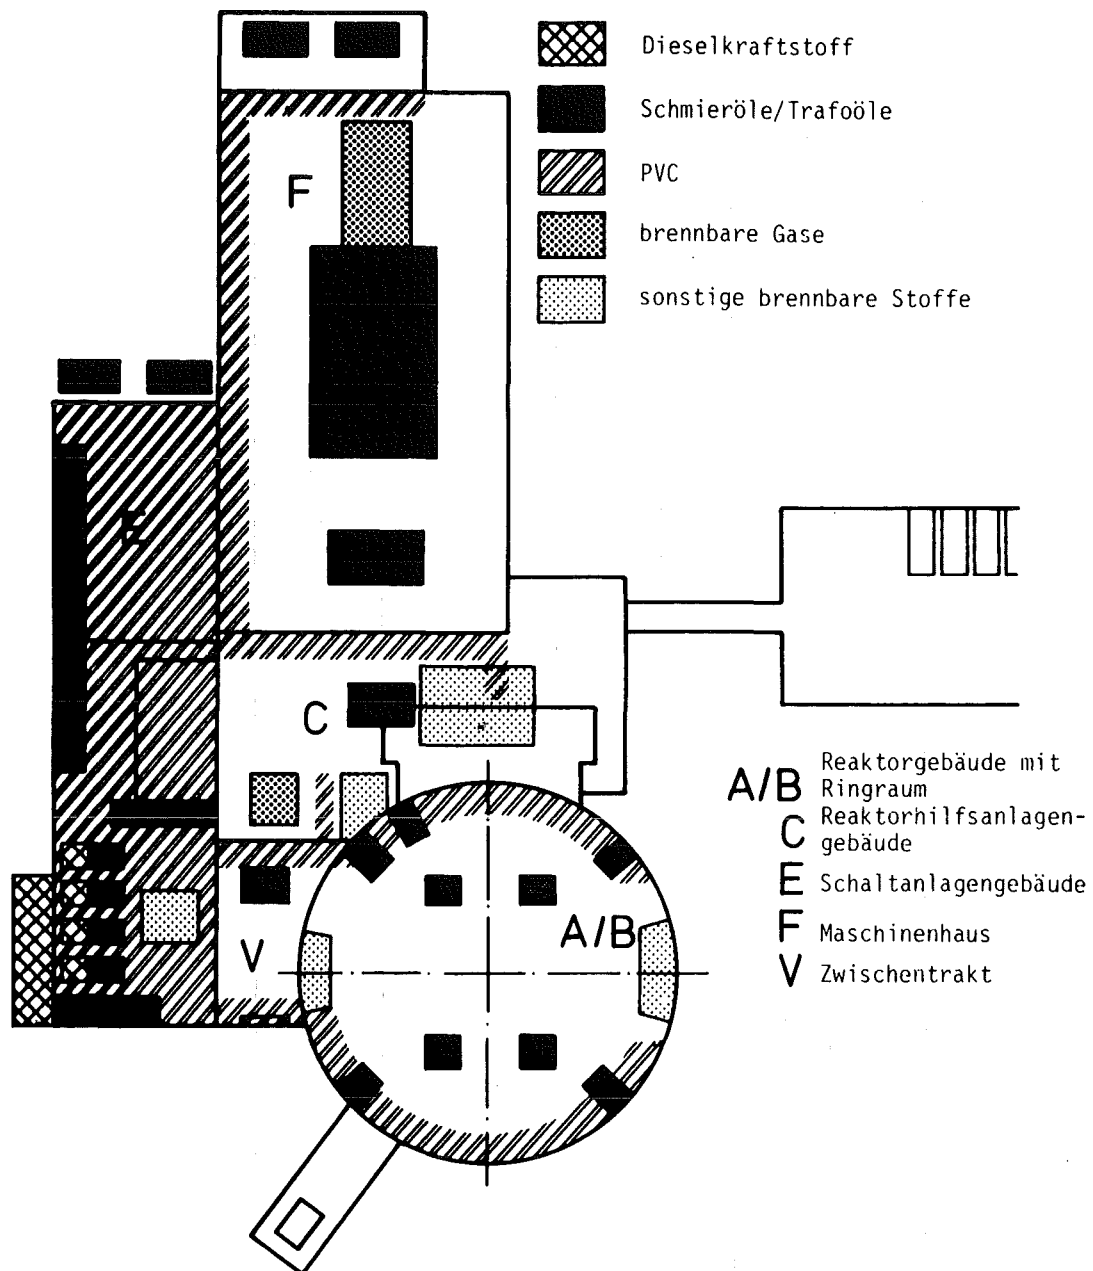 Dieselkraftstoff
Schmieröle/Trafoöle
PVC
brennbare Gase
sonstige brennbare Stoffe
F
E
C
A/B
V
A/B Reaktorgebäude mit
Ringraum
C Reaktorhilfsanlagen-
gebäude
E Schaltanlagengebäude
F Maschinenhaus
V Zwischentrakt